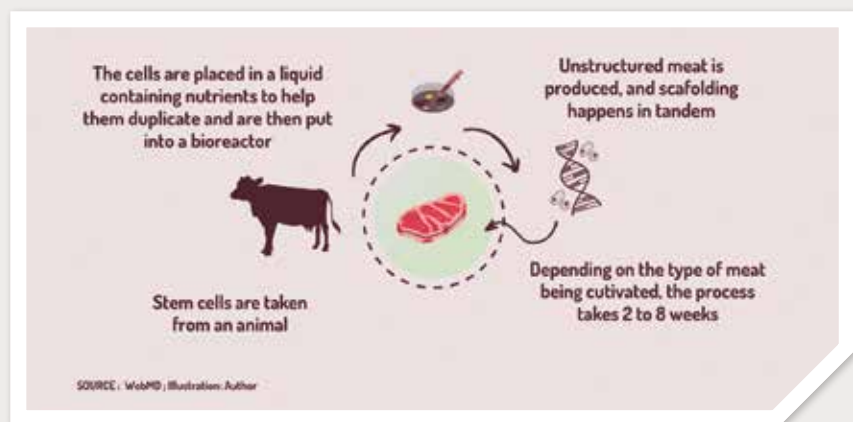 The cells are placed in a liquid
containing nutrients to help
them duplicate and are then put
into a bioreactor
Unstructured meat is
produced, and scafolding
happens in tandem
Stem cells are taken
from an animal
Depending on the type of meat
being cutivated, the process
takes 2 to 8 weeks
SOURCE : WebMD ; Illustration: Author